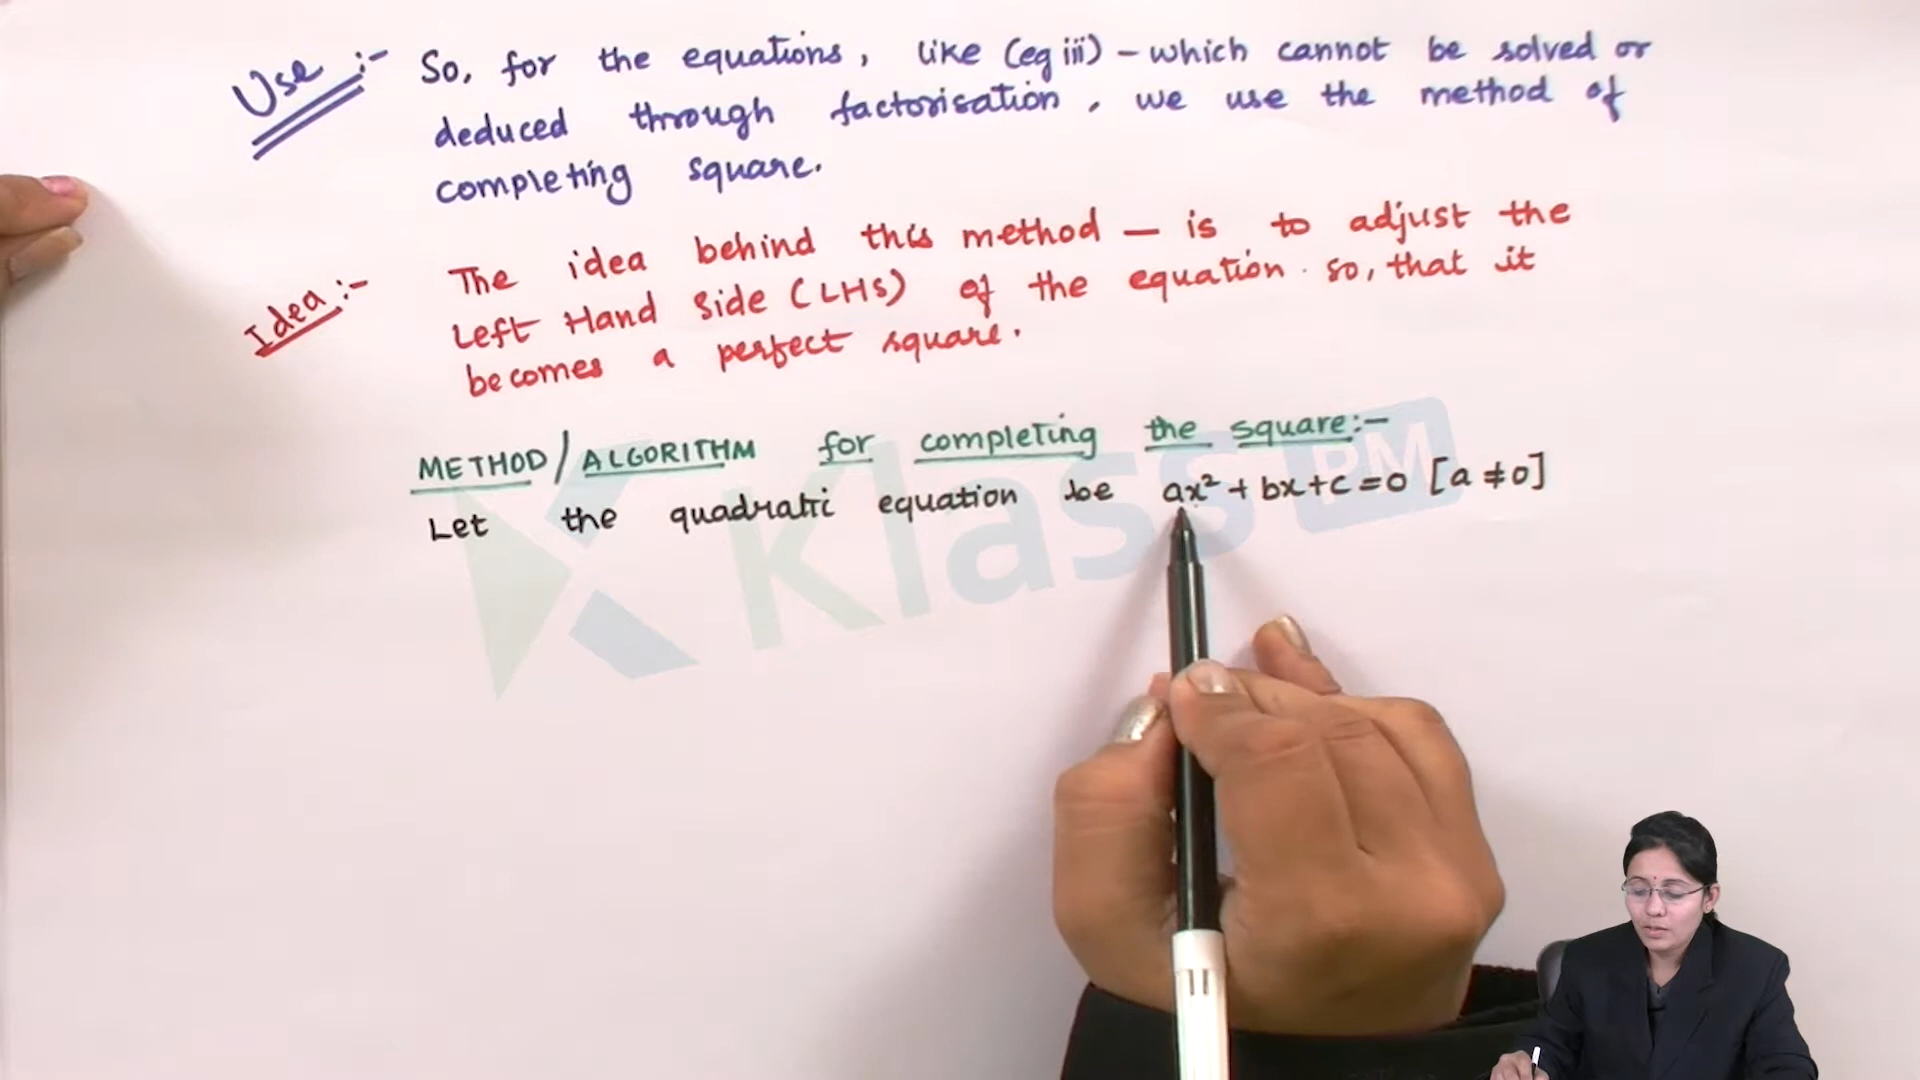 Use :- So, for the equations, like (eg iii) - which cannot be solved or
deduced through factorisation, we use the method of
completing square.
Idea :- The idea behind this method — is to adjust the
Left Hand Side (LHS) of the equation. so, that it
becomes a perfect square.
METHOD/ALGORITHM for completing the square:-
Let the quadratic equation be ax² + bx + c = 0 [a ≠ 0]
Klass PM